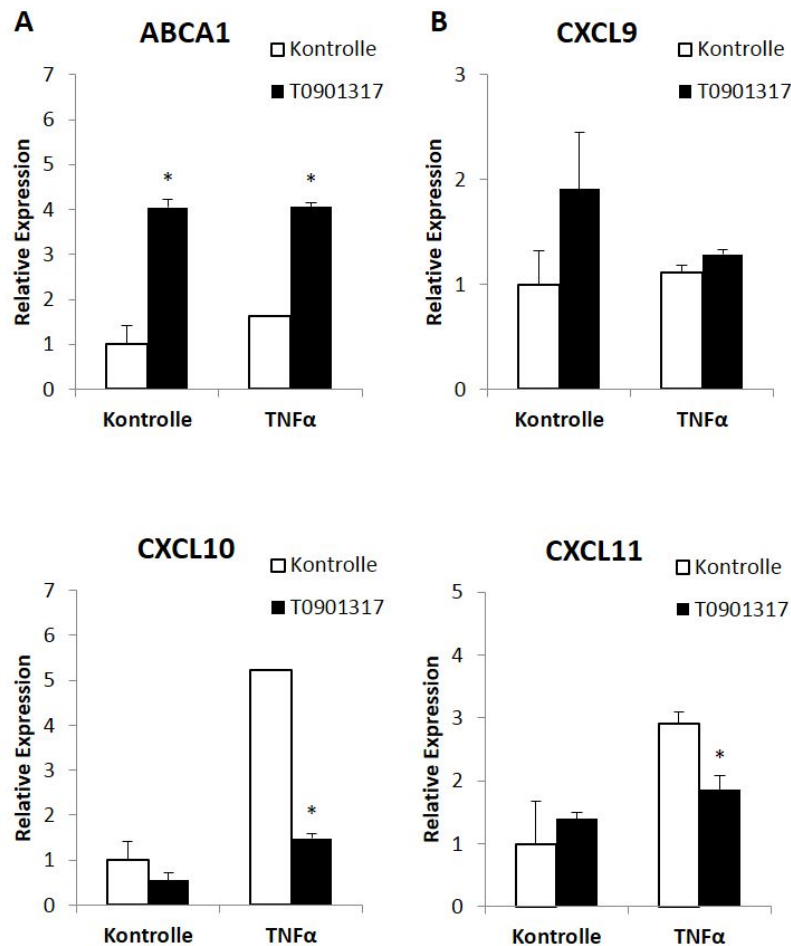 A
ABCA1
Kontrolle
T0901317
Relative Expression
7
6
5
4
3
2
1
0
*
*
Kontrolle
TNFα
B
CXCL9
Kontrolle
T0901317
Relative Expression
3
2
1
0
Kontrolle
TNFα
CXCL10
Kontrolle
T0901317
Relative Expression
7
6
5
4
3
2
1
0
*
Kontrolle
TNFα
CXCL11
Kontrolle
T0901317
Relative Expression
5
4
3
2
1
0
*
Kontrolle
TNFα